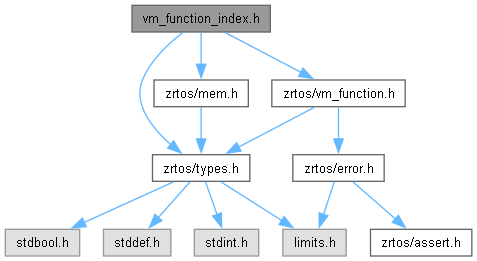 vm_function_index.h
zrtos/mem.h
zrtos/vm_function.h
zrtos/types.h
zrtos/error.h
stdbool.h
stddef.h
stdint.h
limits.h
zrtos/assert.h